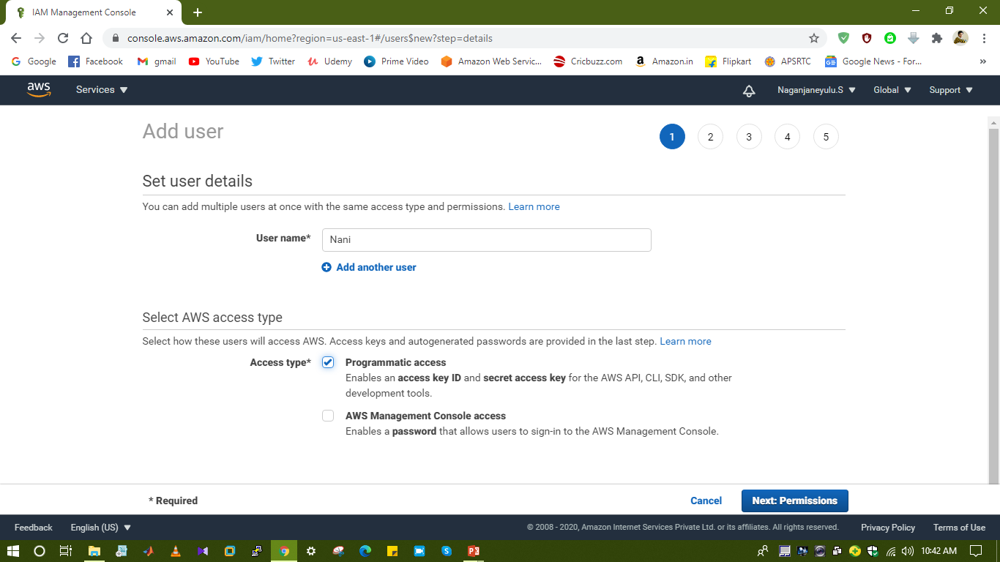 IAM Management Console
console.aws.amazon.com/iam/home?region=us-east-1#/users$new?step=details
Google Facebook gmail YouTube Twitter Udemy Prime Video Amazon Web Servic... Cricbuzz.com Amazon.in Flipkart APSRTC Google News - For...
aws Services Naganjaneyulu.S Global Support
Add user 1 2 3 4 5
Set user details
You can add multiple users at once with the same access type and permissions. Learn more
User name* Nani
Add another user
Select AWS access type
Select how these users will access AWS. Access keys and autogenerated passwords are provided in the last step. Learn more
Access type* Programmatic access
Enables an access key ID and secret access key for the AWS API, CLI, SDK, and other
development tools.
AWS Management Console access
Enables a password that allows users to sign-in to the AWS Management Console.
* Required Cancel Next: Permissions
Feedback English (US) © 2008 - 2020, Amazon Internet Services Private Ltd. or its affiliates. All rights reserved. Privacy Policy Terms of Use
10:42 AM